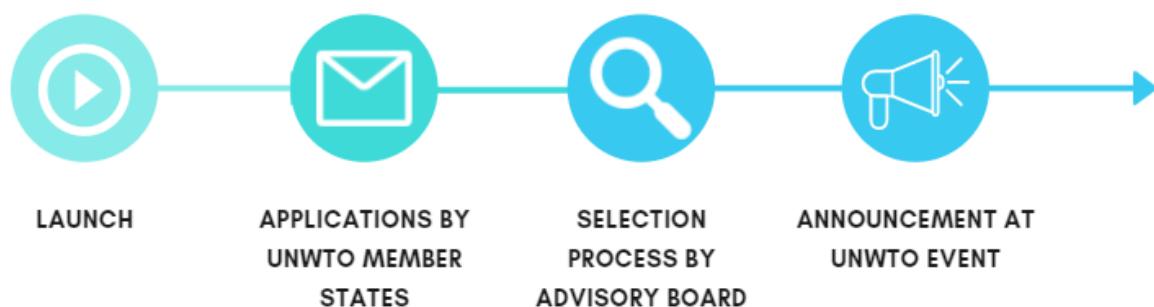 LAUNCH
APPLICATIONS BY
UNWTO MEMBER
STATES
SELECTION
PROCESS BY
ADVISORY BOARD
ANNOUNCEMENT AT
UNWTO EVENT